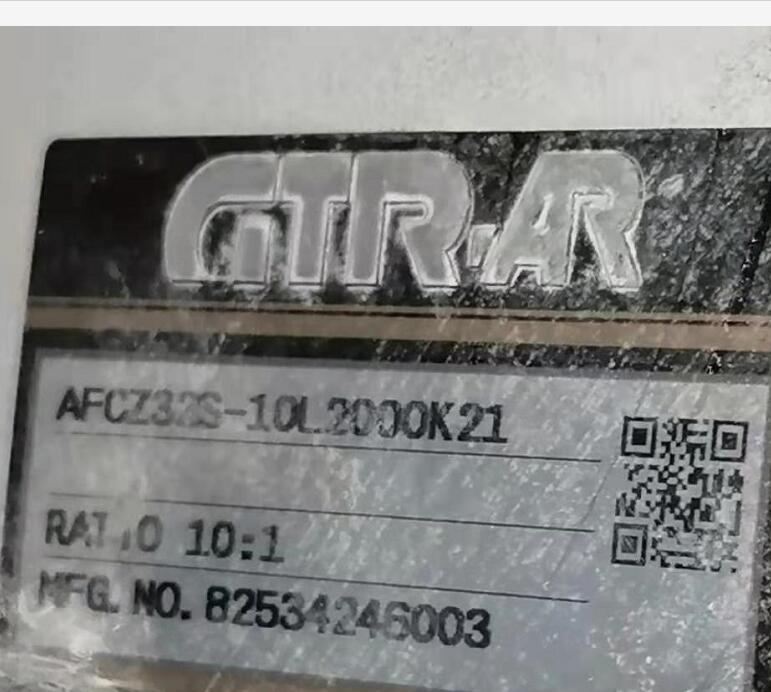 GTR-AR
AFCZ32S-10L2000K21
RATIO 10:1
MFG. NO. 82534246003